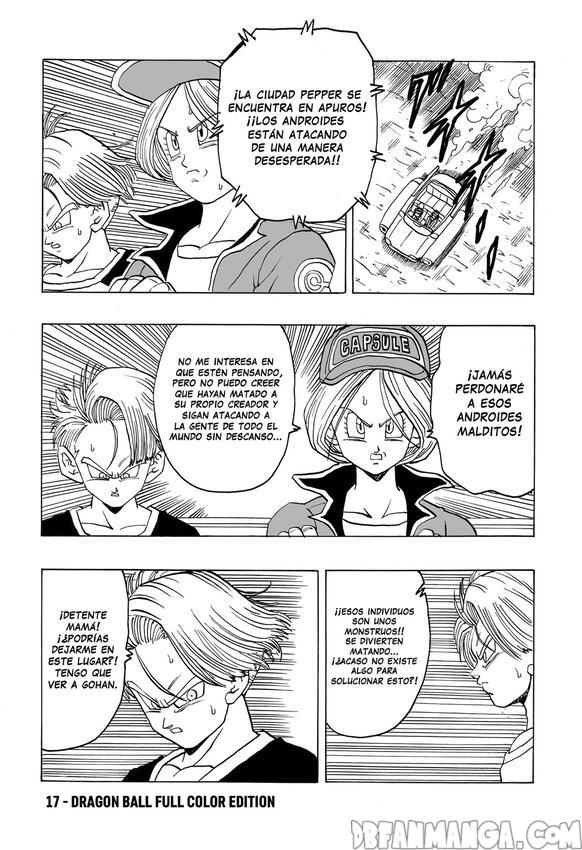 ¡LA CIUDAD PEPPER SE
ENCUENTRA EN APUROS!
¡¡LOS ANDROIDES
ESTÁN ATACANDO
DE UNA MANERA
DESESPERADA!!
¡JAMÁS
PERDONARÉ
A ESOS
ANDROIDES
MALDITOS!
CAPSULE
NO ME INTERESA EN
QUE ESTÉN PENSANDO,
PERO NO PUEDO CREER
QUE HAYAN MATADO A
SU PROPIO CREADOR Y
SIGAN ATACANDO A
LA GENTE DE TODO EL
MUNDO SIN DESCANSO...
¡¡ESOS INDIVIDUOS
SON UNOS
MONSTRUOS!!
SE DIVIERTEN
MATANDO...
¡¿ACASO NO EXISTE
ALGO PARA
SOLUCIONAR ESTO?!
¡DETENTE
MAMÁ!
¡¿PODRÍAS
DEJARME EN
ESTE LUGAR?!
TENGO QUE
VER A GOHAN.
17 - DRAGON BALL FULL COLOR EDITION
DBFANMANGA.COM